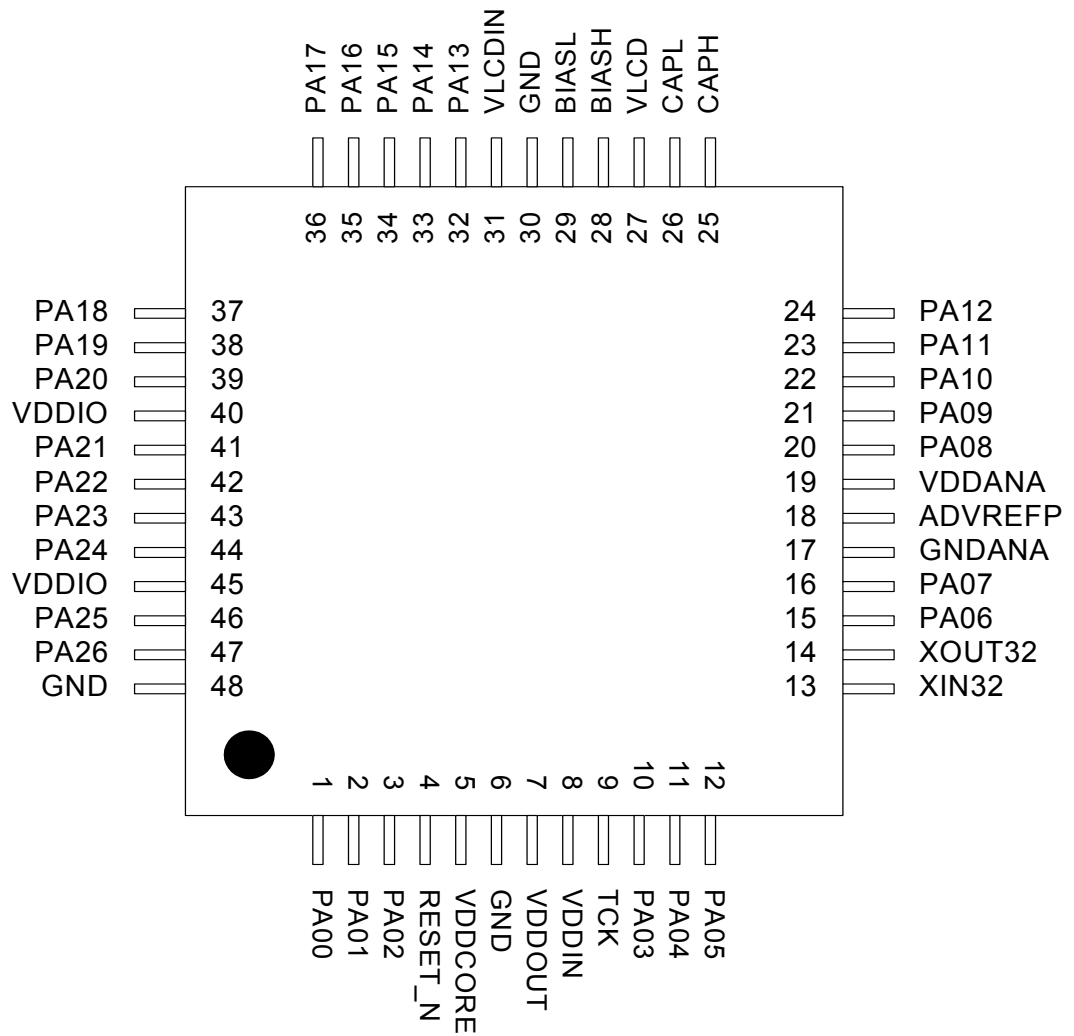 PA17 PA16 PA15 PA14 PA13 VLCDIN GND BIASL BIASH VLCD CAPL CAPH
36 35 34 33 32 31 30 29 28 27 26 25
PA18 37 24 PA12
PA19 38 23 PA11
PA20 39 22 PA10
VDDIO 40 21 PA09
PA21 41 20 PA08
PA22 42 19 VDDANA
PA23 43 18 ADVREFP
PA24 44 17 GNDANA
VDDIO 45 16 PA07
PA25 46 15 PA06
PA26 47 14 XOUT32
GND 48 13 XIN32
1 2 3 4 5 6 7 8 9 10 11 12
PA00 PA01 PA02 RESET_N VDDCORE GND VDDOUT VDDIN TCK PA03 PA04 PA05